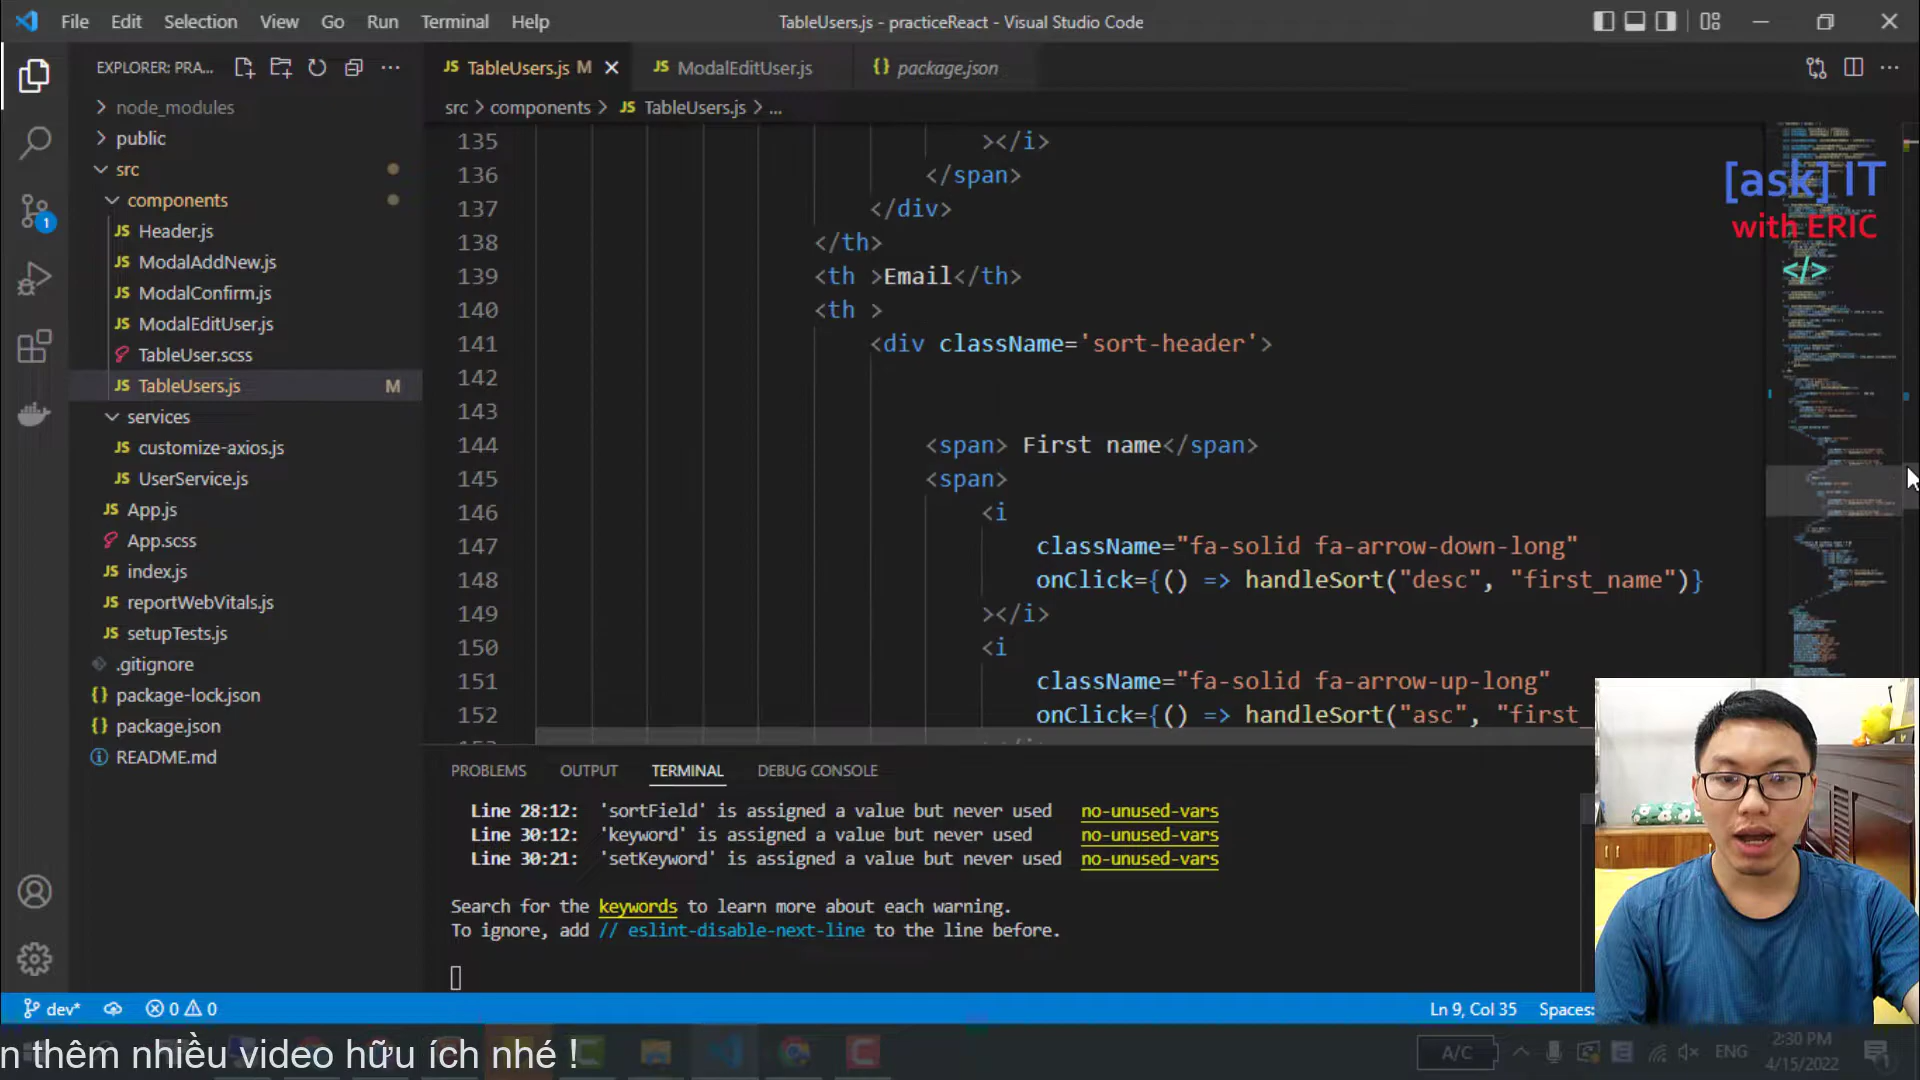 File Edit Selection View Go Run Terminal Help
TableUsers.js - practiceReact - Visual Studio Code
EXPLORER: PRA...
node_modules
public
src
components
Header.js
ModalAddNew.js
ModalConfirm.js
ModalEditUser.js
TableUser.scss
TableUsers.js M
services
customize-axios.js
UserService.js
App.js
App.scss
index.js
reportWebVitals.js
setupTests.js
.gitignore
package-lock.json
package.json
README.md
1
TableUsers.js M
ModalEditUser.js
package.json
src > components > TableUsers.js > ...
135 ></i>
136 </span>
137 </div>
138 </th>
139 <th >Email</th>
140 <th >
141 <div className='sort-header'>
142
143
144 <span> First name</span>
145 <span>
146 <i
147 className="fa-solid fa-arrow-down-long"
148 onClick={() => handleSort("desc", "first_name")}
149 ></i>
150 <i
151 className="fa-solid fa-arrow-up-long"
152 onClick={() => handleSort("asc", "first_
[ask] IT
with ERIC
</>
PROBLEMS OUTPUT TERMINAL DEBUG CONSOLE
Line 28:12: 'sortField' is assigned a value but never used no-unused-vars
Line 30:12: 'keyword' is assigned a value but never used no-unused-vars
Line 30:21: 'setKeyword' is assigned a value but never used no-unused-vars
Search for the keywords to learn more about each warning.
To ignore, add // eslint-disable-next-line to the line before.
dev* 0 0
Ln 9, Col 35 Spaces:
n thêm nhiều video hữu ích nhé !
A/C
ENG
2:30 PM
4/15/2022